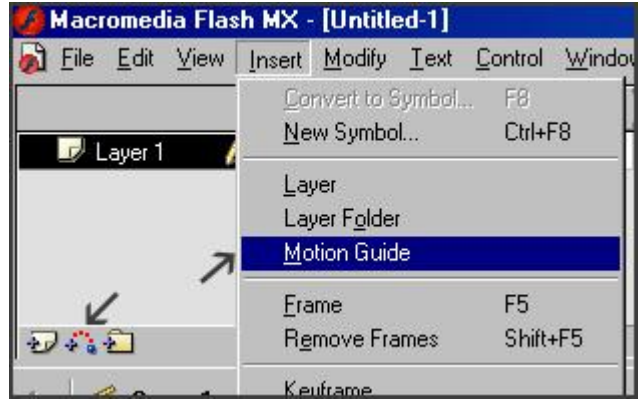 Macromedia Flash MX - [Untitled-1]
File Edit View Insert Modify Text Control
Convert to Symbol... F8
New Symbol... Ctrl+F8
Layer 1
Layer
Layer Folder
Motion Guide
Frame F5
Remove Frames Shift+F5
Keyframe